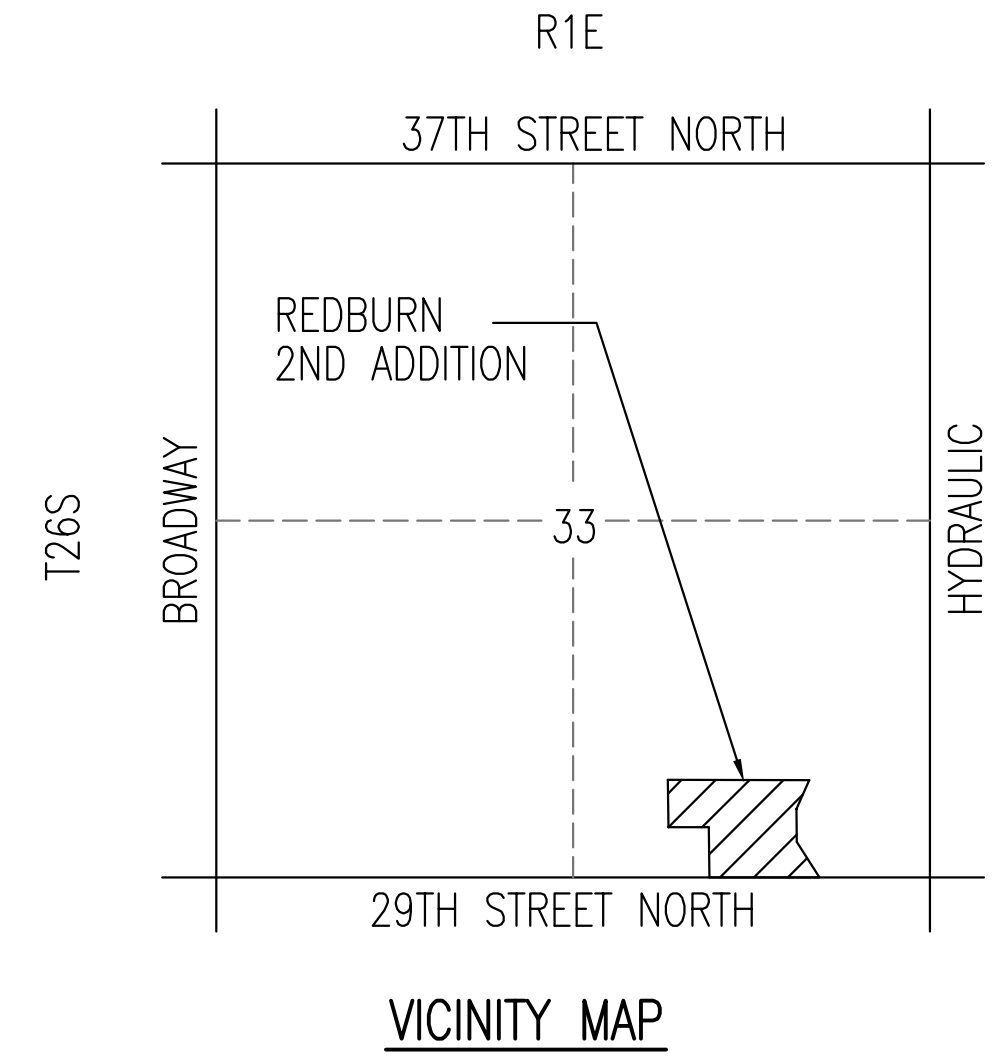 R1E
37TH STREET NORTH
REDBURN
2ND ADDITION
T26S
BROADWAY
33
HYDRAULIC
29TH STREET NORTH
VICINITY MAP